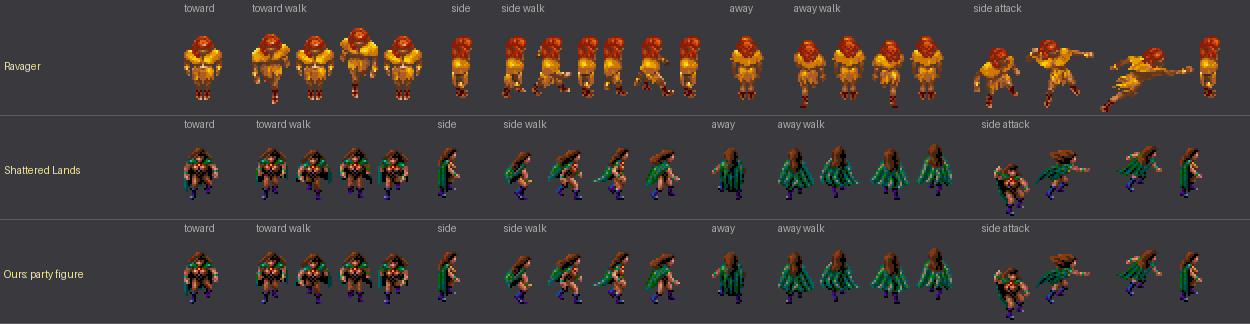 toward toward walk side side walk away away walk side attack
Ravager
toward toward walk side side walk away away walk side attack
Shattered Lands
toward toward walk side side walk away away walk side attack
Ours: party figure